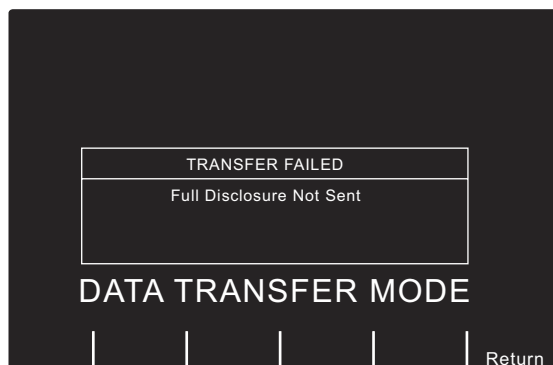 TRANSFER FAILED
Full Disclosure Not Sent
DATA TRANSFER MODE
Return